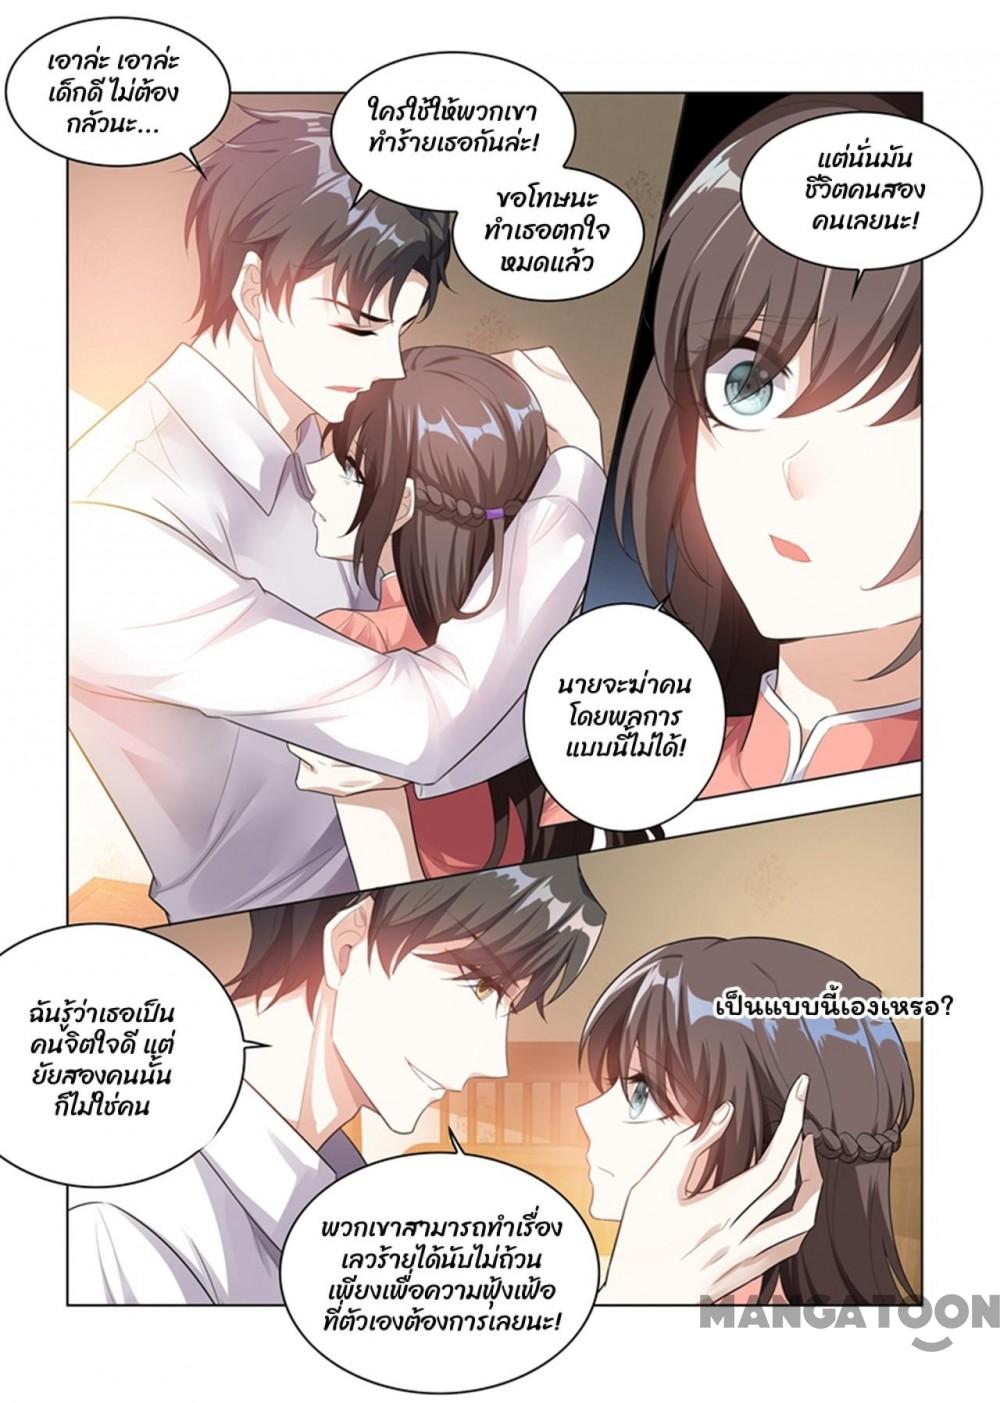 เอาล่ะ เอาล่ะ
เด็กดี ไม่ต้อง
กลัวนะ...
ใครใช้ให้พวกเขา
ทำร้ายเธอกันล่ะ!
ขอโทษนะ
ทำเธอตกใจ
หมดแล้ว
แต่นั่นมัน
ชีวิตคนสอง
คนเลยนะ!
นายจะฆ่าคน
โดยพลการ
แบบนี้ไม่ได้!
ฉันรู้ว่าเธอเป็น
คนจิตใจดี แต่
ยัยสองคนนั้น
ก็ไม่ใช่คน
เป็นแบบนี้เองเหรอ?
พวกเขาสามารถทำเรื่อง
เลวร้ายได้นับไม่ถ้วน
เพียงเพื่อความฟุ้งเฟ้อ
ที่ตัวเองต้องการเลยนะ!
MANGATOON